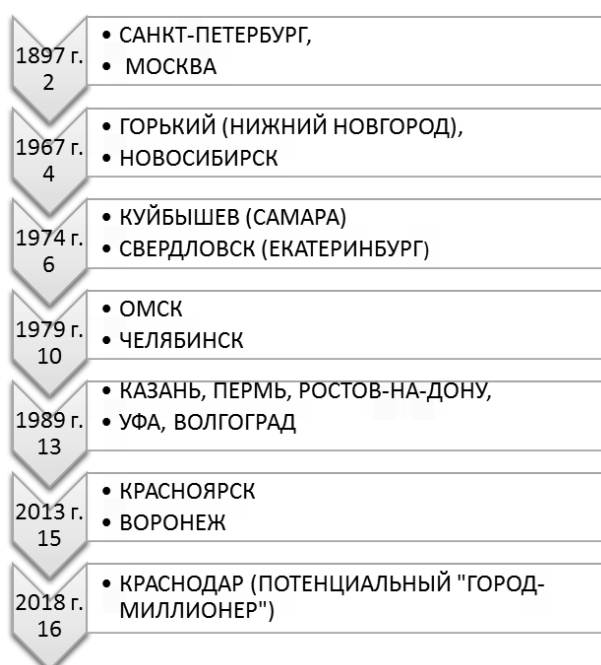 1897 г.
2
• САНКТ-ПЕТЕРБУРГ,
• МОСКВА
1967 г.
4
• ГОРЬКИЙ (НИЖНИЙ НОВГОРОД),
• НОВОСИБИРСК
1974 г.
6
• КУЙБЫШЕВ (САМАРА)
• СВЕРДЛОВСК (ЕКАТЕРИНБУРГ)
1979 г.
10
• ОМСК
• ЧЕЛЯБИНСК
1989 г.
13
• КАЗАНЬ, ПЕРМЬ, РОСТОВ-НА-ДОНУ,
• УФА, ВОЛГОГРАД
2013 г.
15
• КРАСНОЯРСК
• ВОРОНЕЖ
2018 г.
16
• КРАСНОДАР (ПОТЕНЦИАЛЬНЫЙ "ГОРОД-
МИЛЛИОНЕР")